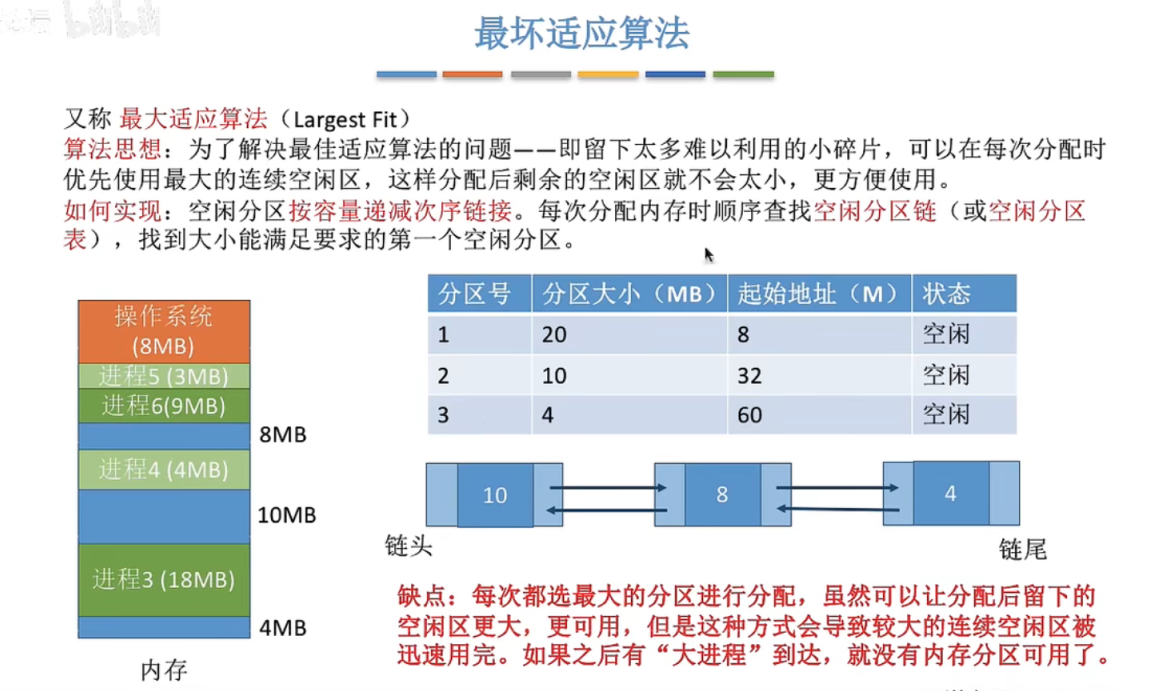 bilibili
最坏适应算法
又称 最大适应算法（Largest Fit）
算法思想：为了解决最佳适应算法的问题——即留下太多难以利用的小碎片，可以在每次分配时
优先使用最大的连续空闲区，这样分配后剩余的空闲区就不会太小，更方便使用。
如何实现：空闲分区按容量递减次序链接。每次分配内存时顺序查找空闲分区链（或空闲分区
表），找到大小能满足要求的第一个空闲分区。
操作系统
(8MB)
进程5 (3MB)
进程6(9MB)
8MB
进程4 (4MB)
10MB
进程3 (18MB)
4MB
内存
分区号 分区大小（MB） 起始地址（M） 状态
1 20 8 空闲
2 10 32 空闲
3 4 60 空闲
10 8 4
链头 链尾
缺点：每次都选最大的分区进行分配，虽然可以让分配后留下的
空闲区更大，更可用，但是这种方式会导致较大的连续空闲区被
迅速用完。如果之后有“大进程”到达，就没有内存分区可用了。